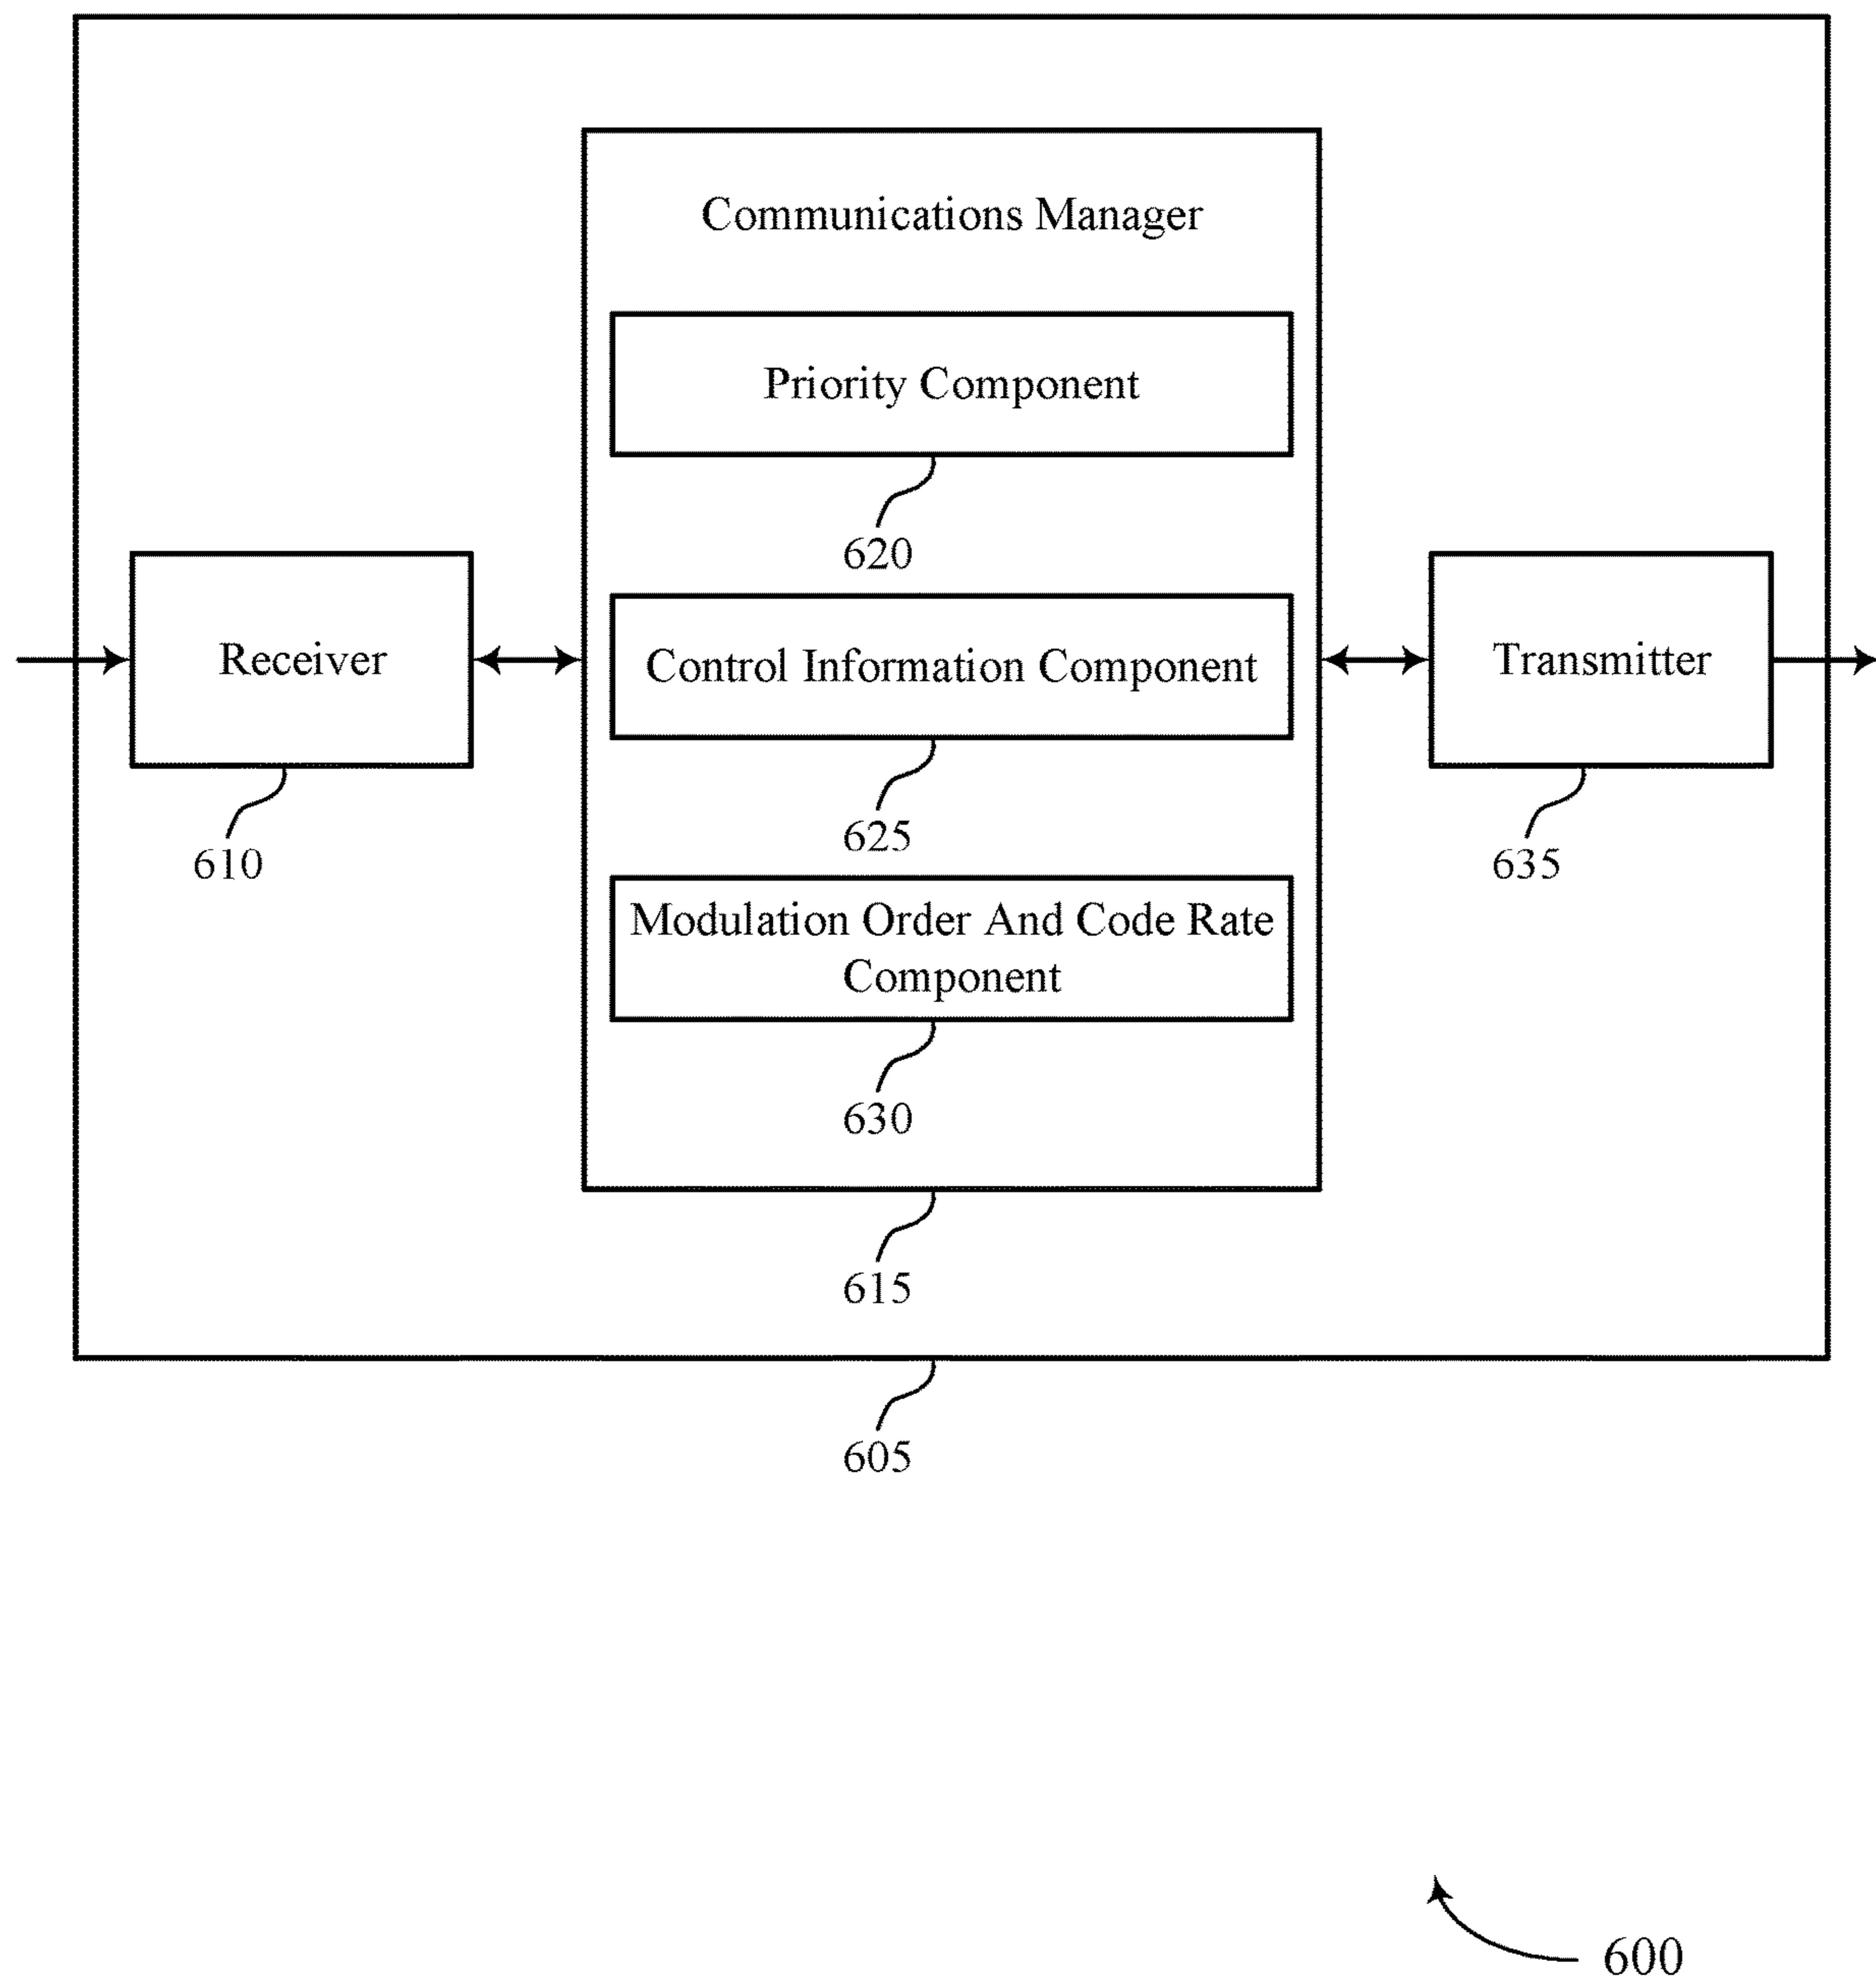 Communications Manager
Priority Component
620
Receiver
610
Control Information Component
625
Transmitter
635
Modulation Order And Code Rate
Component
630
615
605
600